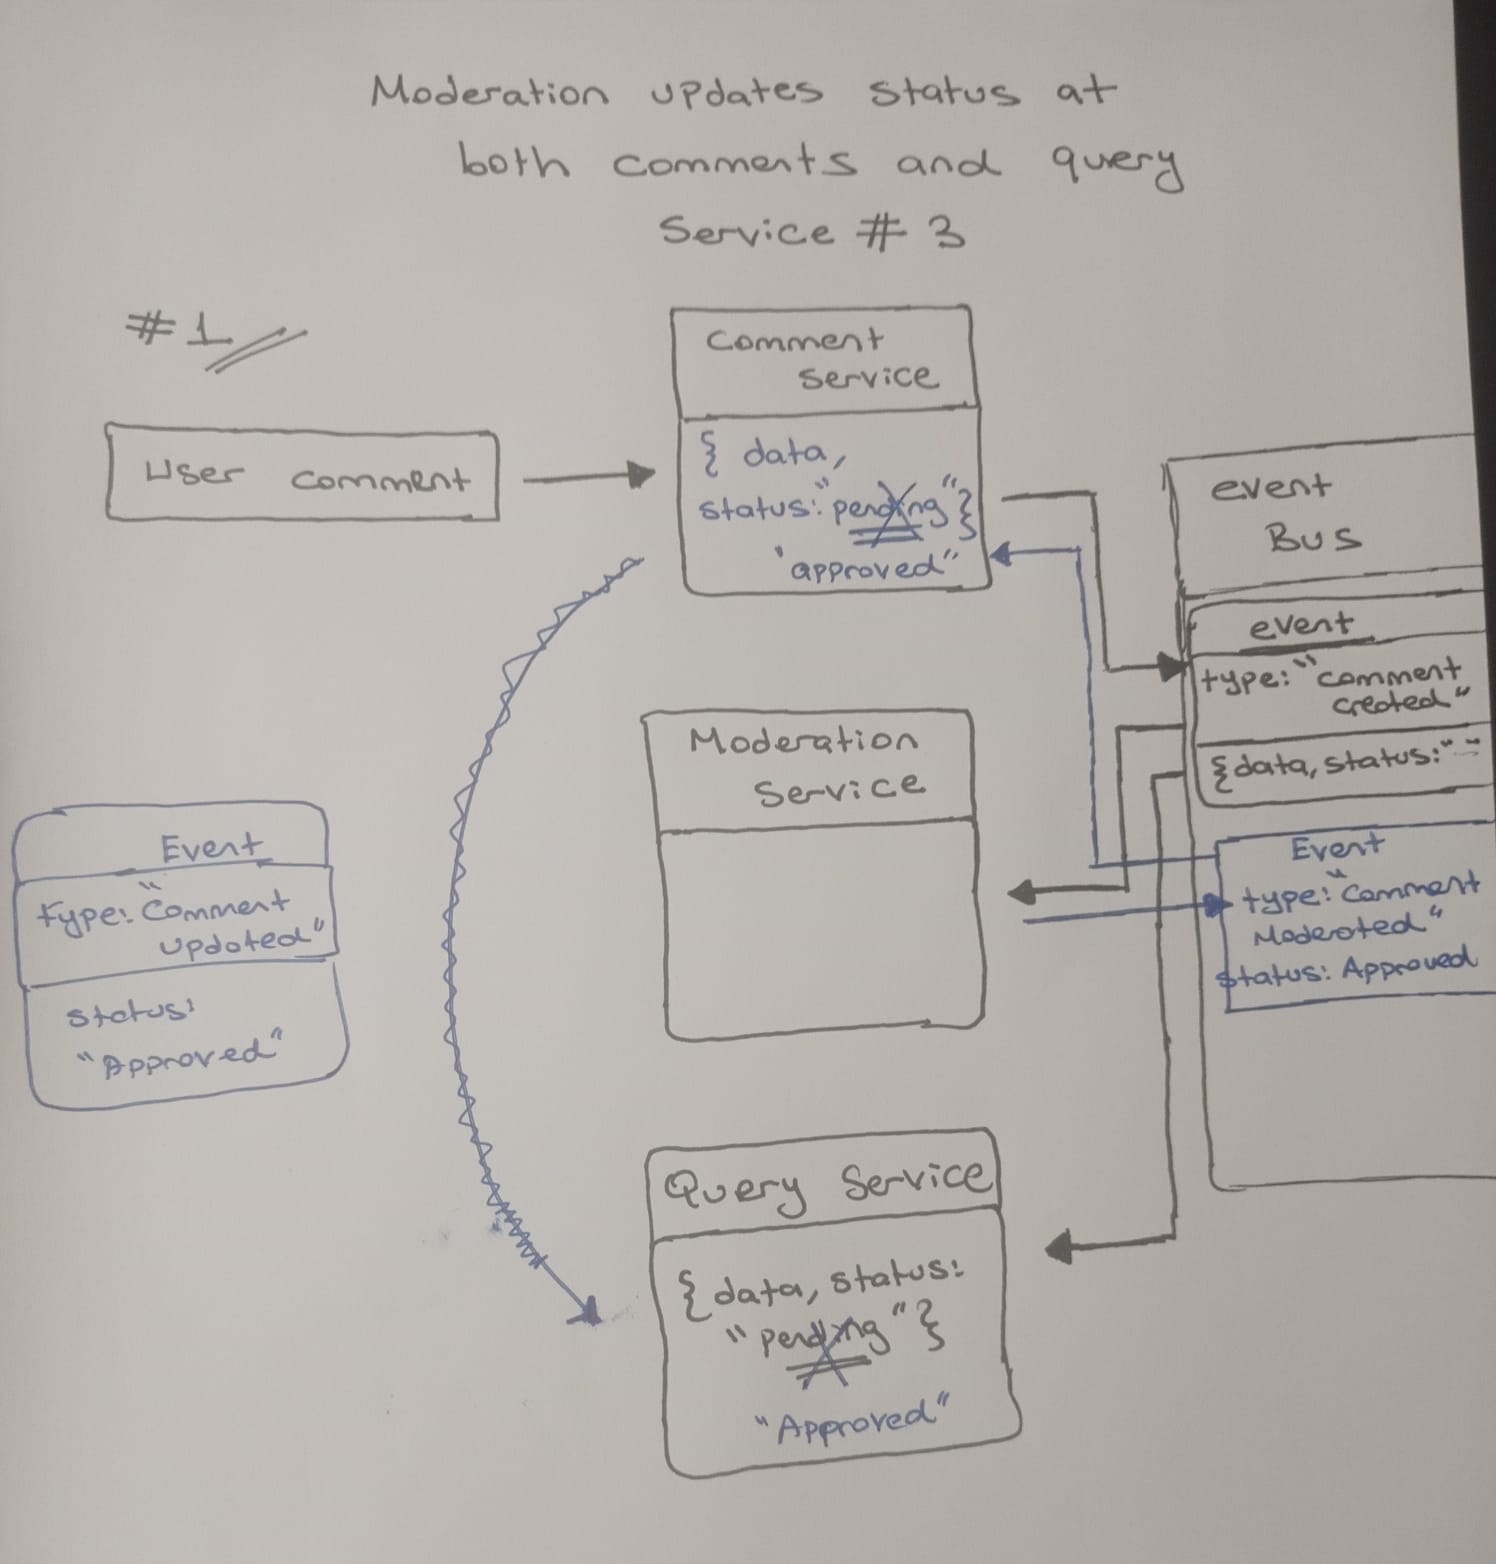 Moderation updates status at
both comments and query
Service # 3
#1
User comment
Comment
Service
{ data,
status: "pending"}
"approved"
event
Bus
event
type: "comment
created"
{data, status: " "
Event
type: "Comment
Moderated"
status: Approved
Moderation
Service
Event
type: "Comment
updated"
status:
"Approved"
Query Service
{ data, status:
"pending"}
"Approved"